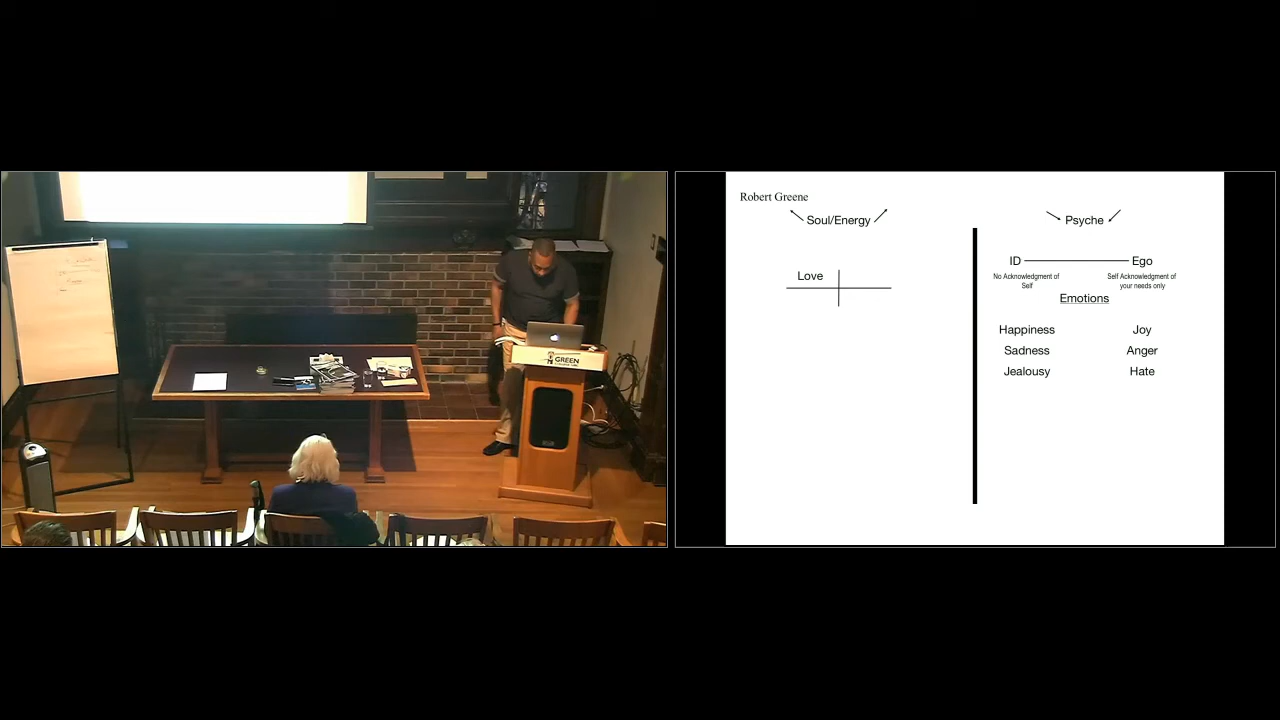 GREEN
Robert Greene
Soul/Energy
Psyche
Love
ID
Ego
No Acknowledgment of
Self
Self Acknowledgment of
your needs only
Emotions
Happiness
Joy
Sadness
Anger
Jealousy
Hate